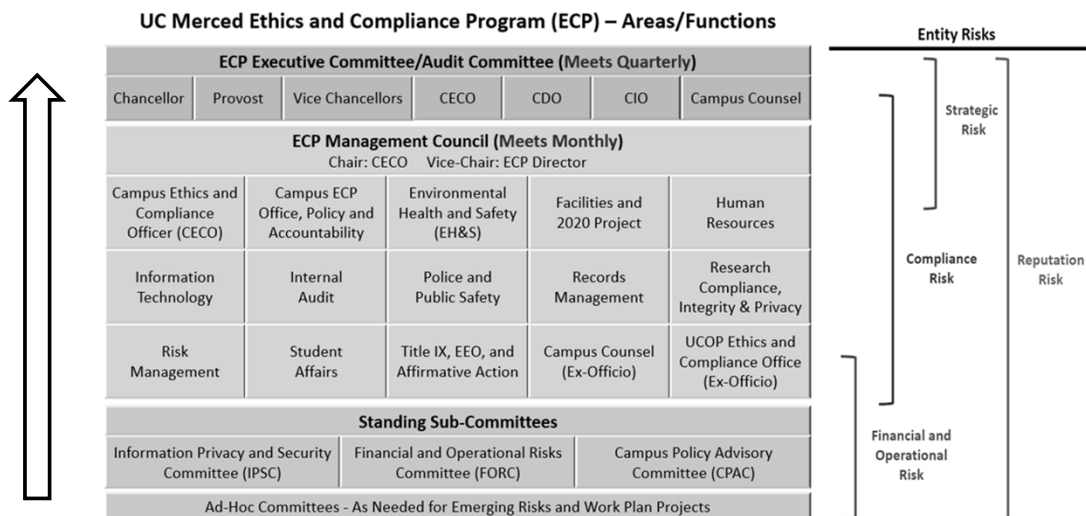 UC Merced Ethics and Compliance Program (ECP) – Areas/Functions
Entity Risks
ECP Executive Committee/Audit Committee (Meets Quarterly)
Chancellor
Provost
Vice Chancellors
CECO
CDO
CIO
Campus Counsel
ECP Management Council (Meets Monthly)
Chair: CECO Vice-Chair: ECP Director
Campus Ethics and
Compliance
Officer (CECO)
Campus ECP
Office, Policy and
Accountability
Environmental
Health and Safety
(EH&S)
Facilities and
2020 Project
Human
Resources
Information
Technology
Internal
Audit
Police and
Public Safety
Records
Management
Research
Compliance,
Integrity & Privacy
Risk
Management
Student
Affairs
Title IX, EEO, and
Affirmative Action
Campus Counsel
(Ex-Officio)
UCOP Ethics and
Compliance Office
(Ex-Officio)
Standing Sub-Committees
Information Privacy and Security
Committee (IPSC)
Financial and Operational Risks
Committee (FORC)
Campus Policy Advisory
Committee (CPAC)
Ad-Hoc Committees - As Needed for Emerging Risks and Work Plan Projects
Strategic
Risk
Compliance
Risk
Reputation
Risk
Financial and
Operational
Risk